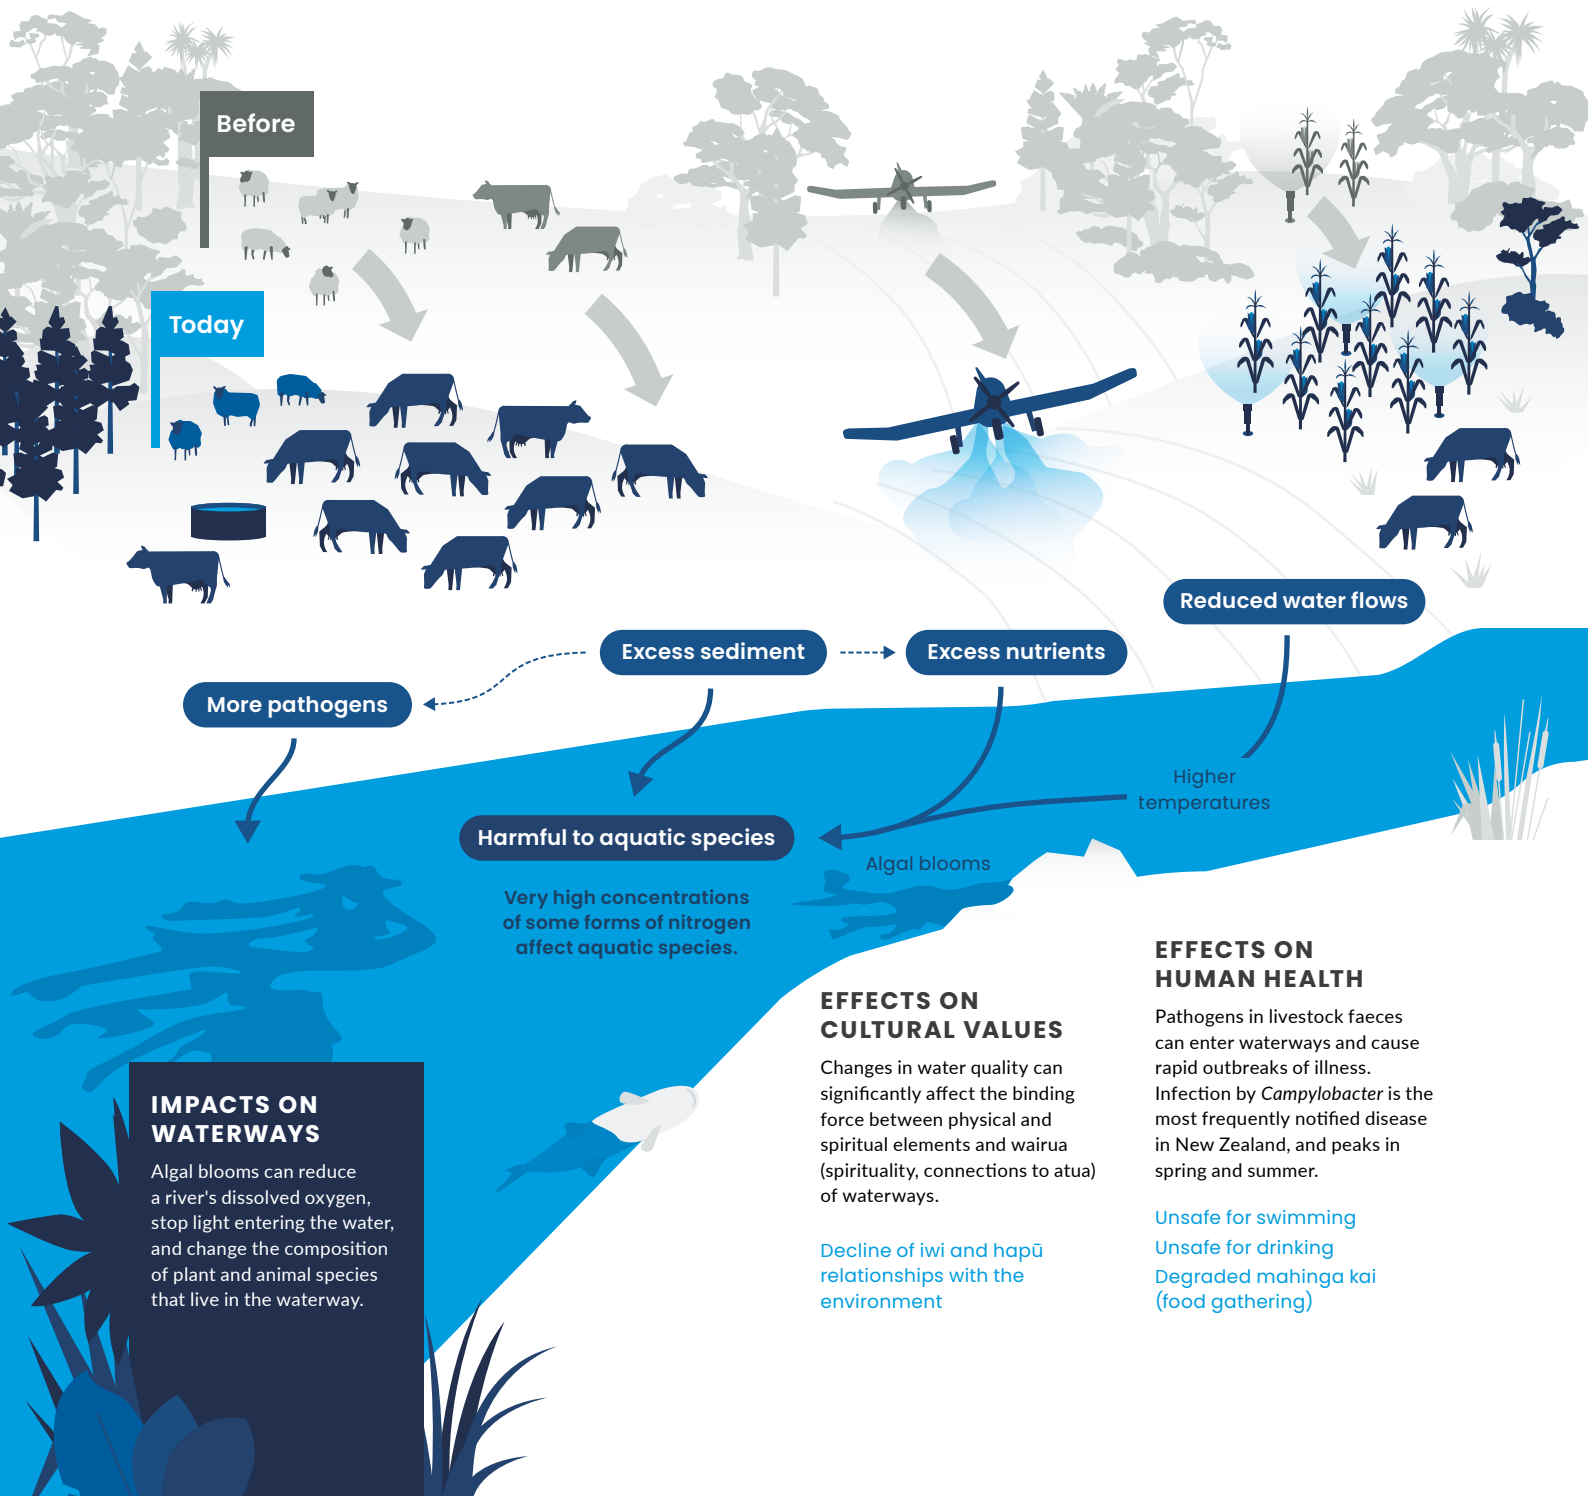 Before
Today
Reduced water flows
Excess sediment
Excess nutrients
More pathogens
Higher
temperatures
Harmful to aquatic species
Algal blooms
Very high concentrations
of some forms of nitrogen
affect aquatic species.
EFFECTS ON
HUMAN HEALTH
Pathogens in livestock faeces
can enter waterways and cause
rapid outbreaks of illness.
Infection by Campylobacter is the
most frequently notified disease
in New Zealand, and peaks in
spring and summer.
Unsafe for swimming
Unsafe for drinking
Degraded mahinga kai
(food gathering)
EFFECTS ON
CULTURAL VALUES
Changes in water quality can
significantly affect the binding
force between physical and
spiritual elements and wairua
(spirituality, connections to atua)
of waterways.
Decline of iwi and hapū
relationships with the
environment
IMPACTS ON
WATERWAYS
Algal blooms can reduce
a river's dissolved oxygen,
stop light entering the water,
and change the composition
of plant and animal species
that live in the waterway.